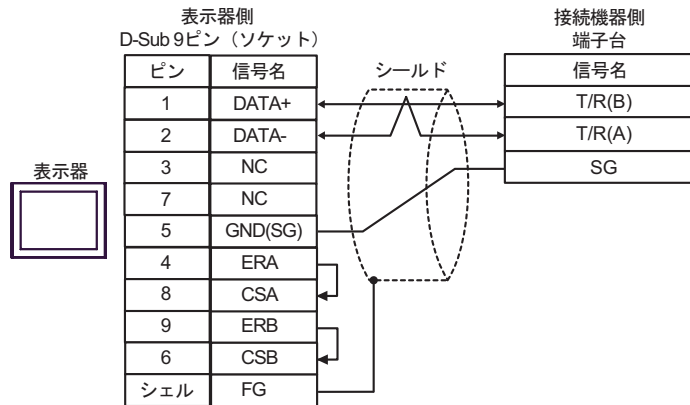 表示器側
D-Sub 9ピン（ソケット）
接続機器側
端子台
ピン 信号名 シールド 信号名
1 DATA+ T/R(B)
2 DATA- T/R(A)
3 NC SG
表示器
7 NC
5 GND(SG)
4 ERA
8 CSA
9 ERB
6 CSB
シェル FG